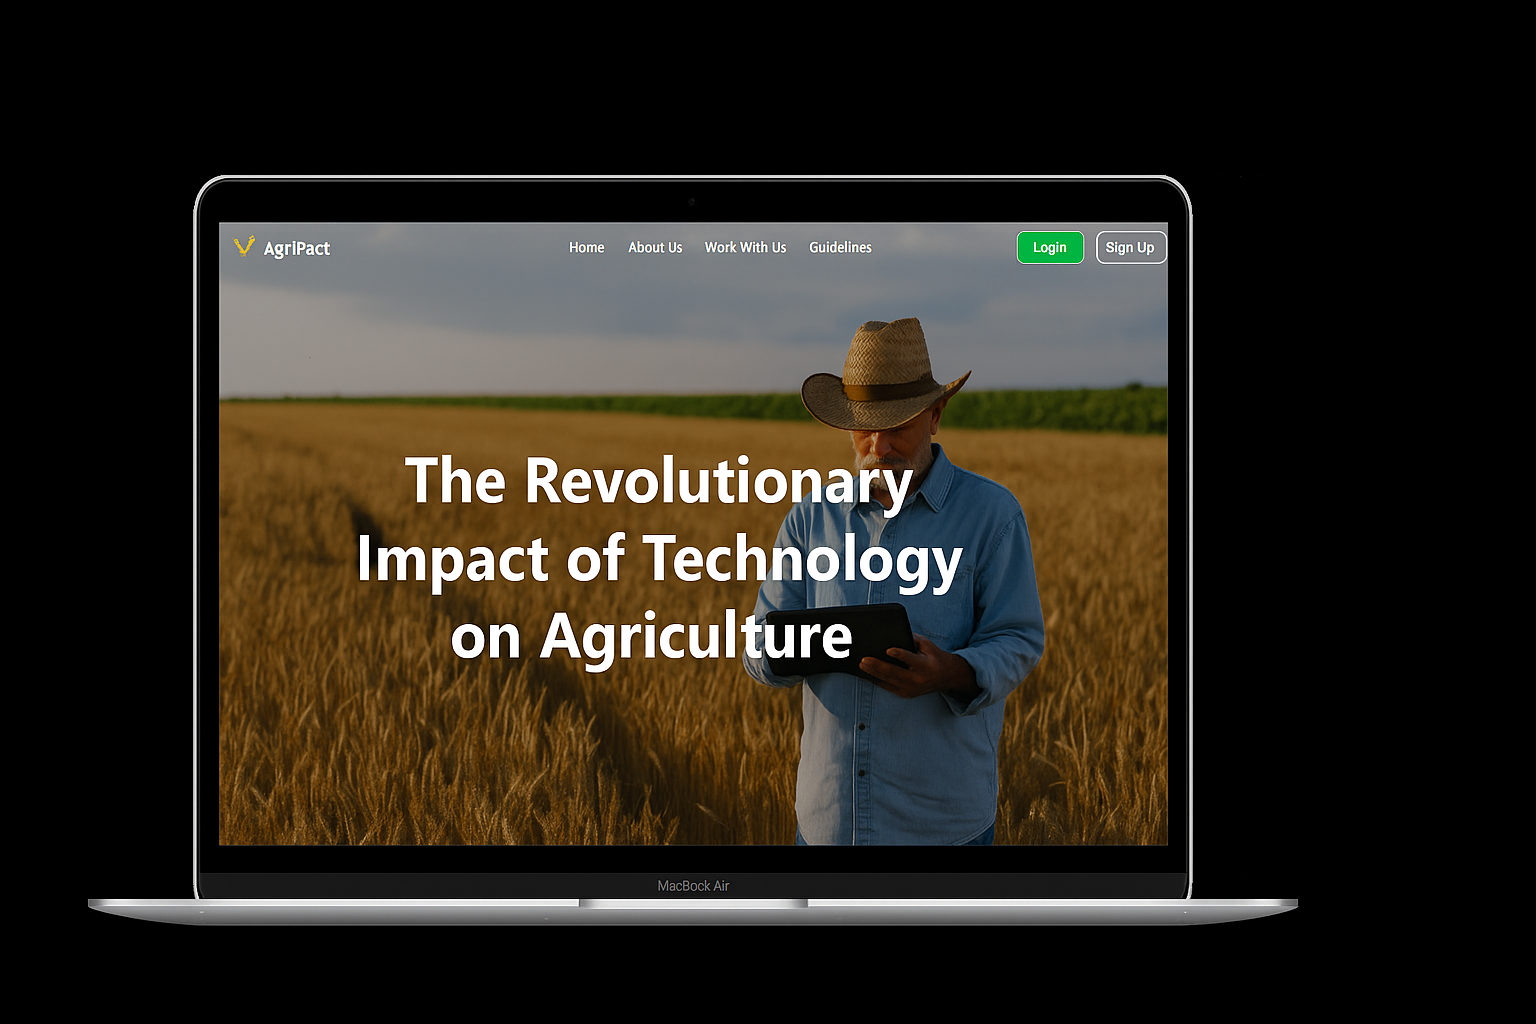 AgriPact
Home About Us Work With Us Guidelines
Login Sign Up
The Revolutionary
Impact of Technology
on Agriculture
MacBock Air